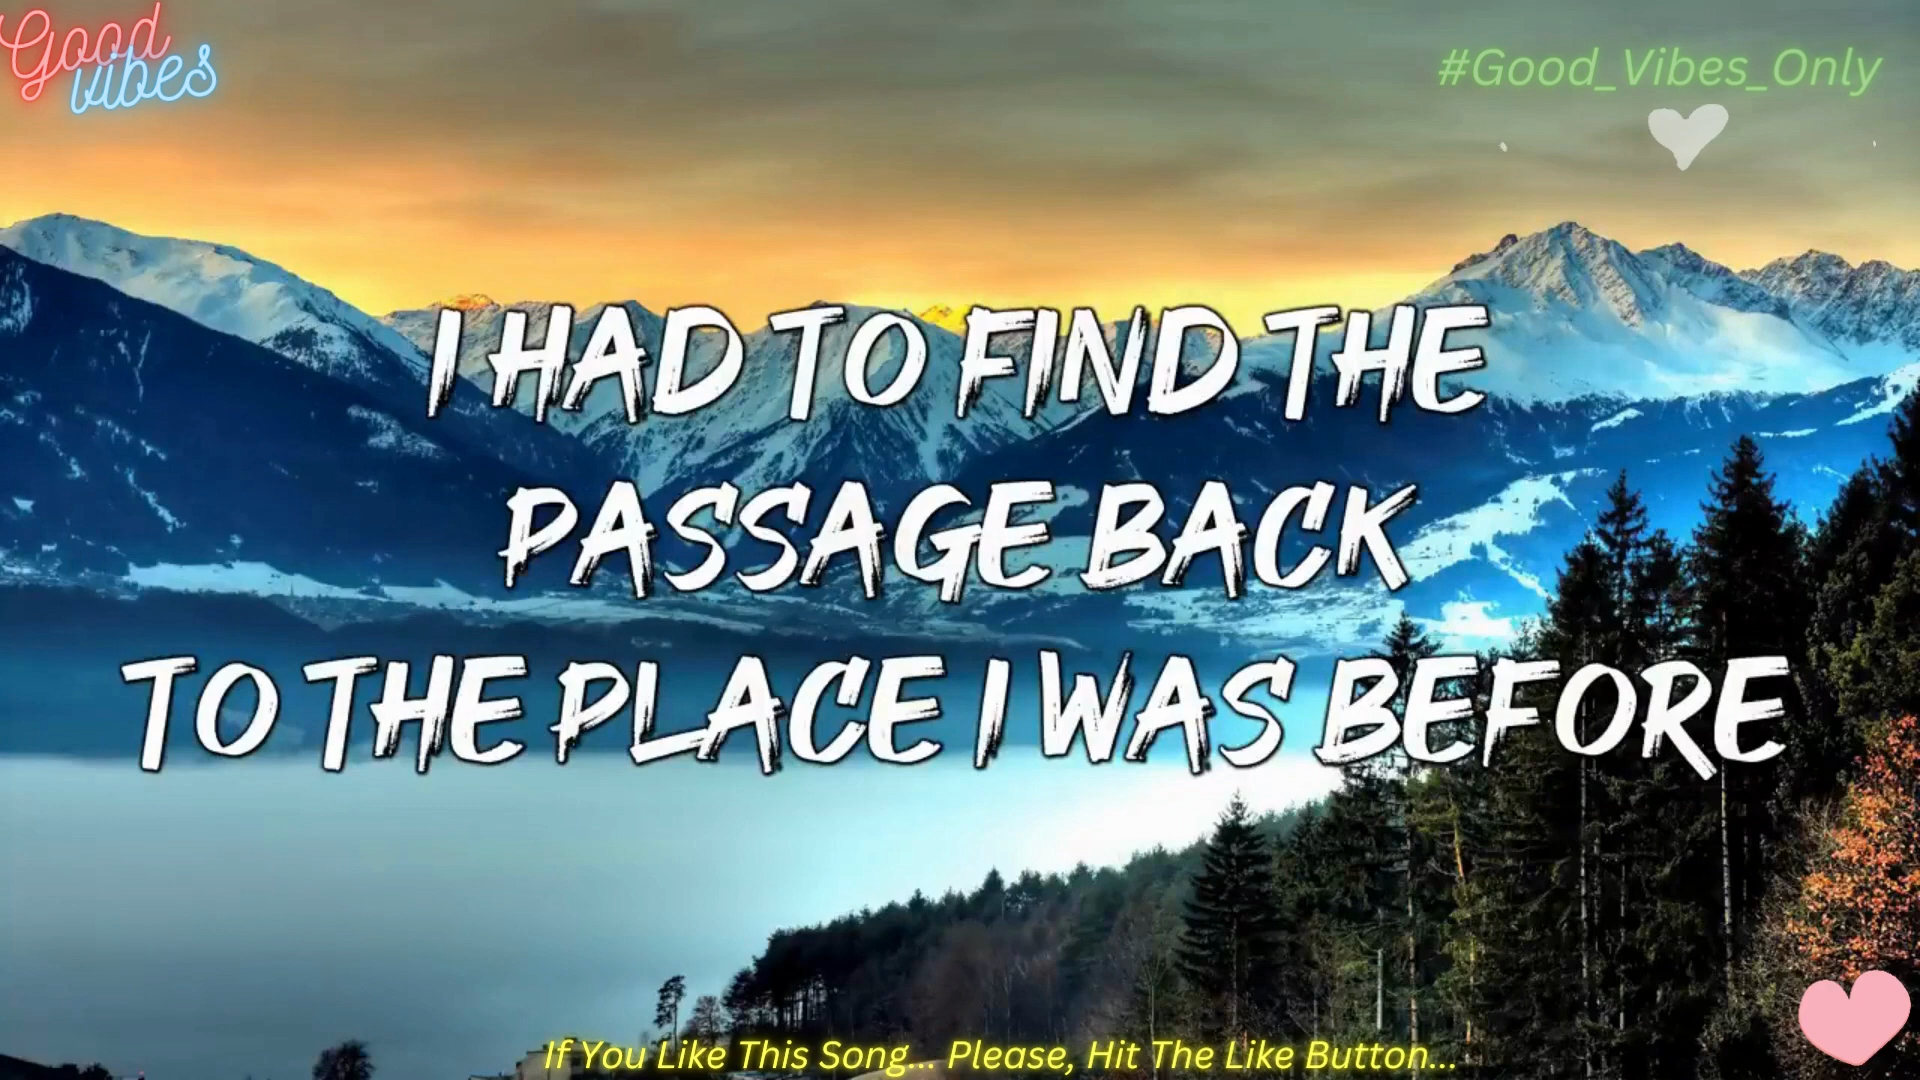 Good
vibes
#Good_Vibes_Only
I HAD TO FIND THE
PASSAGE BACK
TO THE PLACE I WAS BEFORE
If You Like This Song... Please, Hit The Like Button...